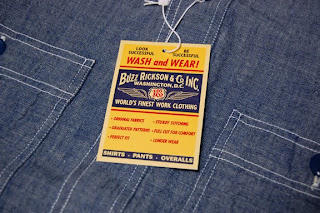 LOOK SUCCESSFUL
BE SUCCESSFUL
WASH and WEAR!
BUZZ RICKSON & CO. INC.
WASHINGTON, D.C.
WORLD'S FINEST WORK CLOTHING
• ORIGINAL FABRICS
• STURDY STITCHING
• GRADUATED PATTERNS
• FULL CUT FOR COMFORT
• PERFECT FIT
• LONGER WEAR
SHIRTS · PANTS · OVERALLS